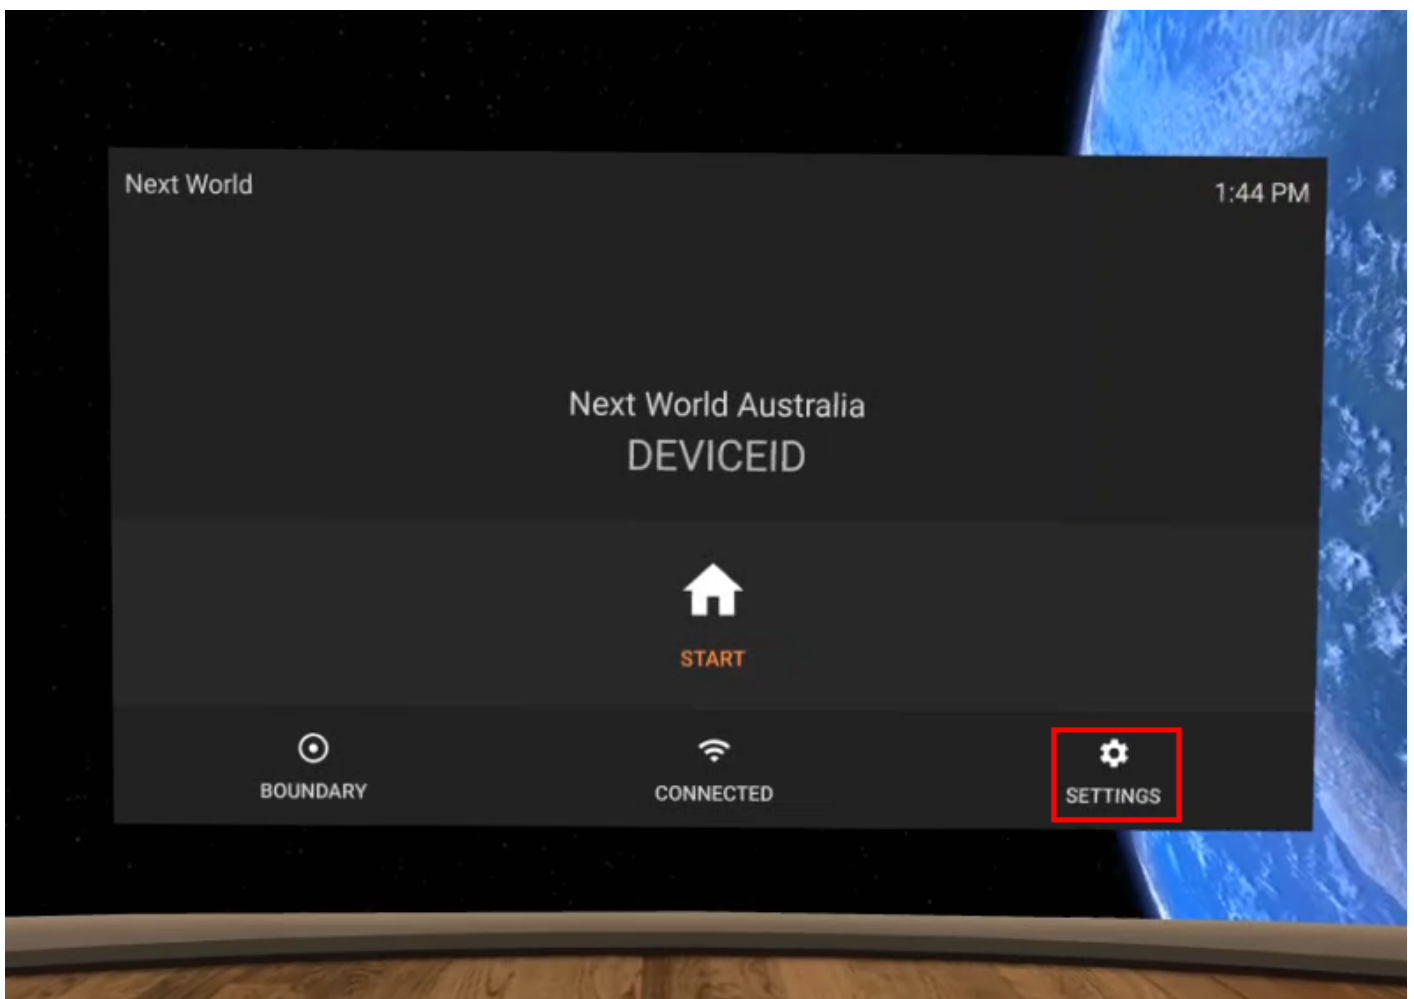 Next World
1:44 PM
Next World Australia
DEVICEID
START
BOUNDARY
CONNECTED
SETTINGS